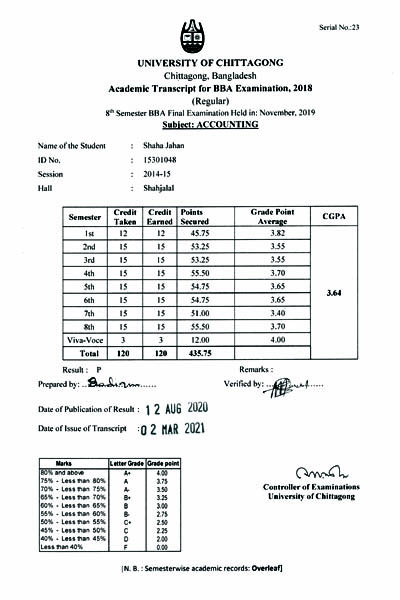 Serial No.:23
UNIVERSITY OF CHITTAGONG
Chittagong, Bangladesh
Academic Transcript for BBA Examination, 2018
(Regular)
8th Semester BBA Final Examination Held in: November, 2019
Subject: ACCOUNTING
Name of the Student : Shaha Jahan
ID No. : 15301048
Session : 2014-15
Hall : Shahjalal
Semester Credit Taken Credit Earned Points Secured Grade Point Average CGPA
1st 12 12 45.75 3.82
2nd 15 15 53.25 3.55
3rd 15 15 53.25 3.55
4th 15 15 55.50 3.70
5th 15 15 54.75 3.65
6th 15 15 54.75 3.65
7th 15 15 51.00 3.40
8th 15 15 55.50 3.70
Viva-Voce 3 3 12.00 4.00
Total 120 120 435.75
3.64
Result : P Remarks :
Prepared by: Verified by:
Date of Publication of Result : 12 AUG 2020
Date of Issue of Transcript : 02 MAR 2021
Marks Letter Grade Grade point
80% and above A+ 4.00
75% - Less than 80% A 3.75
70% - Less than 75% A- 3.50
65% - Less than 70% B+ 3.25
60% - Less than 65% B 3.00
55% - Less than 60% B- 2.75
50% - Less than 55% C+ 2.50
45% - Less than 50% C 2.25
40% - Less than 45% D 2.00
Less than 40% F 0.00
Controller of Examinations
University of Chittagong
[N. B. : Semesterwise academic records: Overleaf]